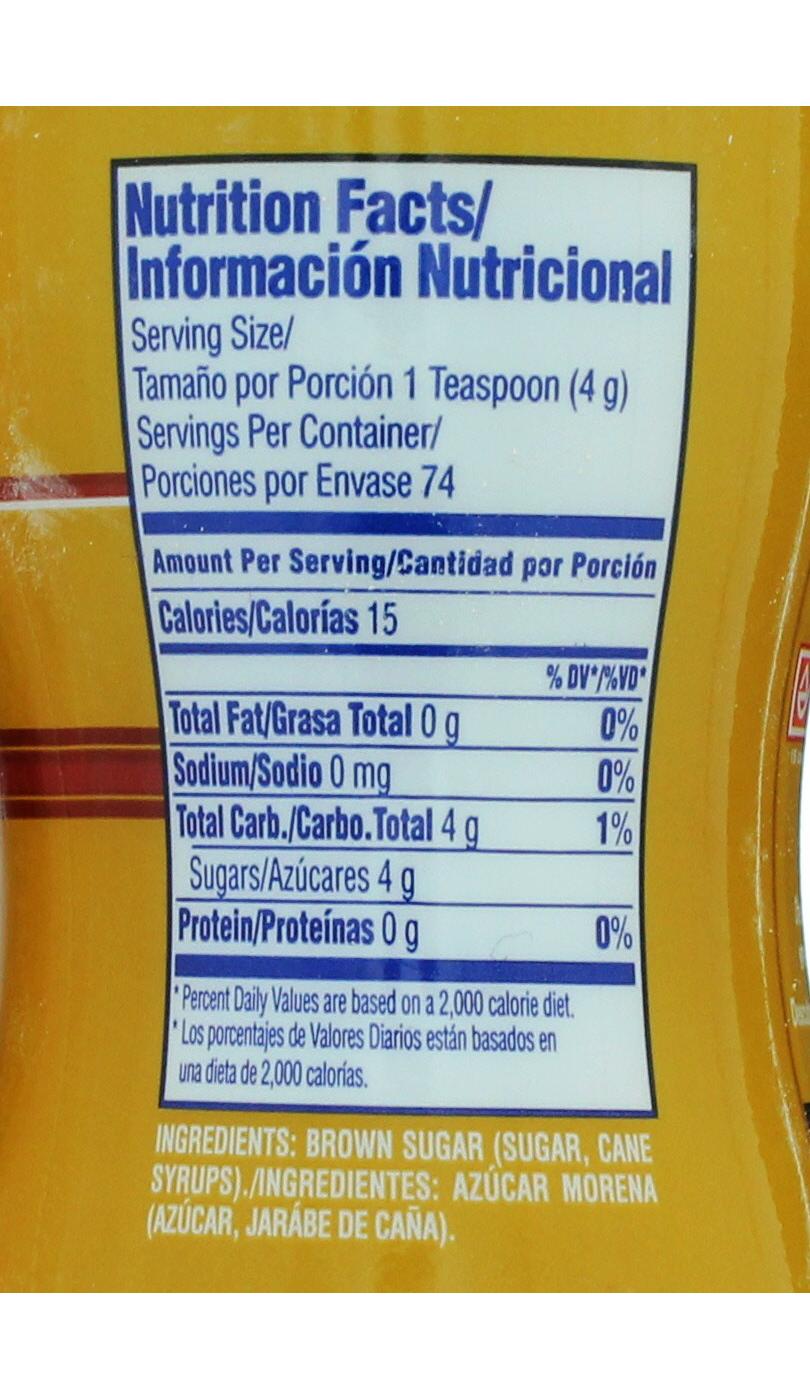 Nutrition Facts/
Información Nutricional
Serving Size/
Tamaño por Porción 1 Teaspoon (4 g)
Servings Per Container/
Porciones por Envase 74
Amount Per Serving/Cantidad por Porción
Calories/Calorías 15
% DV*/%VD*
Total Fat/Grasa Total 0 g 0%
Sodium/Sodio 0 mg 0%
Total Carb./Carbo.Total 4 g 1%
Sugars/Azúcares 4 g
Protein/Proteínas 0 g 0%
* Percent Daily Values are based on a 2,000 calorie diet.
* Los porcentajes de Valores Diarios están basados en
una dieta de 2,000 calorías.
INGREDIENTS: BROWN SUGAR (SUGAR, CANE
SYRUPS)./INGREDIENTES: AZÚCAR MORENA
(AZÚCAR, JARÁBE DE CAÑA).